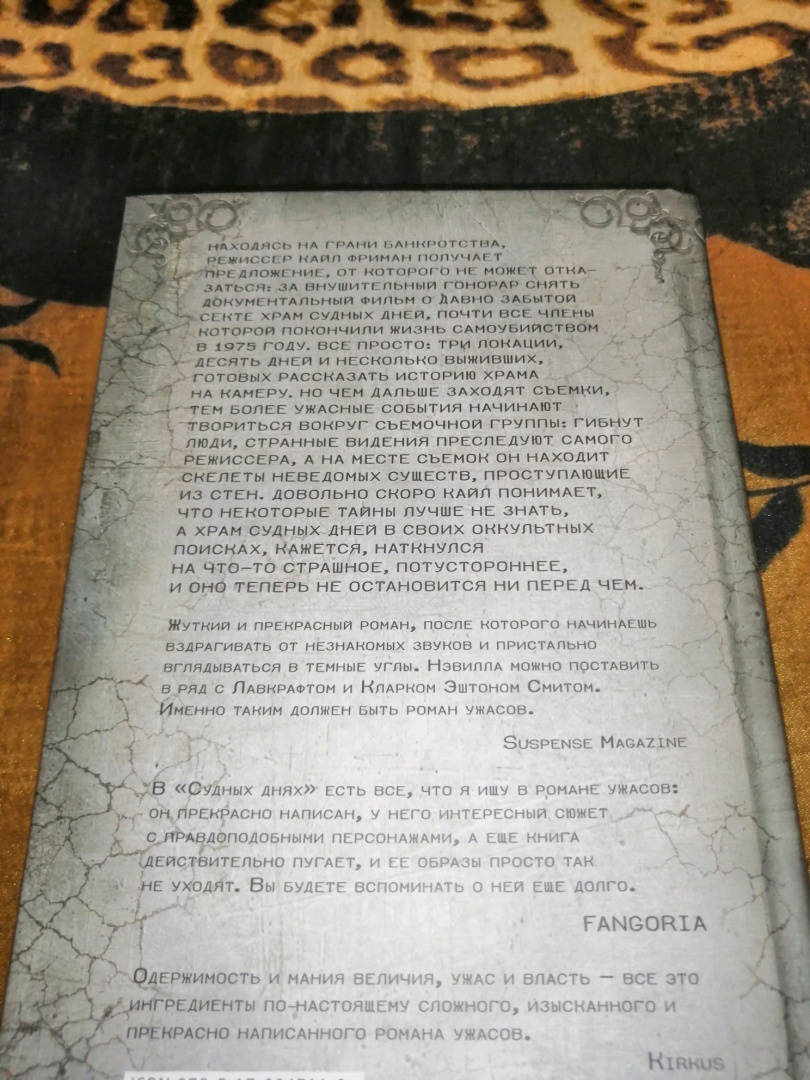 НАХОДЯСЬ НА ГРАНИ БАНКРОТСТВА,
РЕЖИССЕР КАЙЛ ФРИМАН ПОЛУЧАЕТ
ПРЕДЛОЖЕНИЕ, ОТ КОТОРОГО НЕ МОЖЕТ ОТКА-
ЗАТЬСЯ: ЗА ВНУШИТЕЛЬНЫЙ ГОНОРАР СНЯТЬ
ДОКУМЕНТАЛЬНЫЙ ФИЛЬМ О ДАВНО ЗАБЫТОЙ
СЕКТЕ ХРАМ СУДНЫХ ДНЕЙ, ПОЧТИ ВСЕ ЧЛЕНЫ
КОТОРОЙ ПОКОНЧИЛИ ЖИЗНЬ САМОУБИЙСТВОМ
В 1975 ГОДУ. ВСЕ ПРОСТО: ТРИ ЛОКАЦИИ,
ДЕСЯТЬ ДНЕЙ И НЕСКОЛЬКО ВЫЖИВШИХ,
ГОТОВЫХ РАССКАЗАТЬ ИСТОРИЮ ХРАМА
НА КАМЕРУ. НО ЧЕМ ДАЛЬШЕ ЗАХОДЯТ СЪЕМКИ,
ТЕМ БОЛЕЕ УЖАСНЫЕ СОБЫТИЯ НАЧИНАЮТ
ТВОРИТЬСЯ ВОКРУГ СЪЕМОЧНОЙ ГРУППЫ: ГИБНУТ
ЛЮДИ, СТРАННЫЕ ВИДЕНИЯ ПРЕСЛЕДУЮТ САМОГО
РЕЖИССЕРА, А НА МЕСТЕ СЪЕМОК ОН НАХОДИТ
СКЕЛЕТЫ НЕВЕДОМЫХ СУЩЕСТВ, ПРОСТУПАЮЩИЕ
ИЗ СТЕН. ДОВОЛЬНО СКОРО КАЙЛ ПОНИМАЕТ,
ЧТО НЕКОТОРЫЕ ТАЙНЫ ЛУЧШЕ НЕ ЗНАТЬ,
А ХРАМ СУДНЫХ ДНЕЙ В СВОИХ ОККУЛЬТНЫХ
ПОИСКАХ, КАЖЕТСЯ, НАТКНУЛСЯ
НА ЧТО-ТО СТРАШНОЕ, ПОТУСТОРОННЕЕ,
И ОНО ТЕПЕРЬ НЕ ОСТАНОВИТСЯ НИ ПЕРЕД ЧЕМ.
ЖУТКИЙ И ПРЕКРАСНЫЙ РОМАН, ПОСЛЕ КОТОРОГО НАЧИНАЕШЬ
ВЗДРАГИВАТЬ ОТ НЕЗНАКОМЫХ ЗВУКОВ И ПРИСТАЛЬНО
ВГЛЯДЫВАТЬСЯ В ТЕМНЫЕ УГЛЫ. НЭВИЛЛА МОЖНО ПОСТАВИТЬ
В РЯД С ЛАВКРАФТОМ И КЛАРКОМ ЭШТОНОМ СМИТОМ.
ИМЕННО ТАКИМ ДОЛЖЕН БЫТЬ РОМАН УЖАСОВ.
SUSPENSE MAGAZINE
В «СУДНЫХ ДНЯХ» ЕСТЬ ВСЕ, ЧТО Я ИЩУ В РОМАНЕ УЖАСОВ:
ОН ПРЕКРАСНО НАПИСАН, У НЕГО ИНТЕРЕСНЫЙ СЮЖЕТ
С ПРАВДОПОДОБНЫМИ ПЕРСОНАЖАМИ, А ЕЩЕ КНИГА
ДЕЙСТВИТЕЛЬНО ПУГАЕТ, И ЕЕ ОБРАЗЫ ПРОСТО ТАК
НЕ УХОДЯТ. ВЫ БУДЕТЕ ВСПОМИНАТЬ О НЕЙ ЕЩЕ ДОЛГО.
FANGORIA
ОДЕРЖИМОСТЬ И МАНИЯ ВЕЛИЧИЯ, УЖАС И ВЛАСТЬ — ВСЕ ЭТО
ИНГРЕДИЕНТЫ ПО-НАСТОЯЩЕМУ СЛОЖНОГО, ИЗЫСКАННОГО И
ПРЕКРАСНО НАПИСАННОГО РОМАНА УЖАСОВ.
KIRKUS